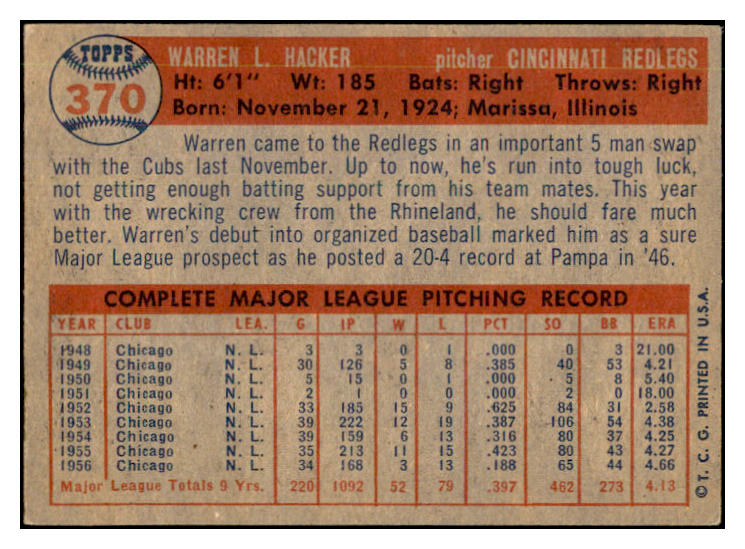 TOPPS
370
WARREN L. HACKER pitcher CINCINNATI REDLEGS
Ht: 6'1" Wt: 185 Bats: Right Throws: Right
Born: November 21, 1924; Marissa, Illinois
Warren came to the Redlegs in an important 5 man swap
with the Cubs last November. Up to now, he's run into tough luck,
not getting enough batting support from his team mates. This year
with the wrecking crew from the Rhineland, he should fare much
better. Warren's debut into organized baseball marked him as a sure
Major League prospect as he posted a 20-4 record at Pampa in '46.
COMPLETE MAJOR LEAGUE PITCHING RECORD
YEAR CLUB LEA. G IP W L PCT SO BB ERA
1948 Chicago N. L. 3 3 0 1 .000 0 3 21.00
1949 Chicago N. L. 30 126 5 8 .385 40 53 4.21
1950 Chicago N. L. 5 15 0 1 .000 5 8 5.40
1951 Chicago N. L. 2 1 0 0 .000 2 0 18.00
1952 Chicago N. L. 33 185 15 9 .625 84 31 2.58
1953 Chicago N. L. 39 222 12 19 .387 106 54 4.38
1954 Chicago N. L. 39 159 6 13 .316 80 37 4.25
1955 Chicago N. L. 35 213 11 15 .423 80 43 4.27
1956 Chicago N. L. 34 168 3 13 .188 65 44 4.66
Major League Totals 9 Yrs. 220 1092 52 79 .397 462 273 4.13
© T. C. G. PRINTED IN U.S.A.